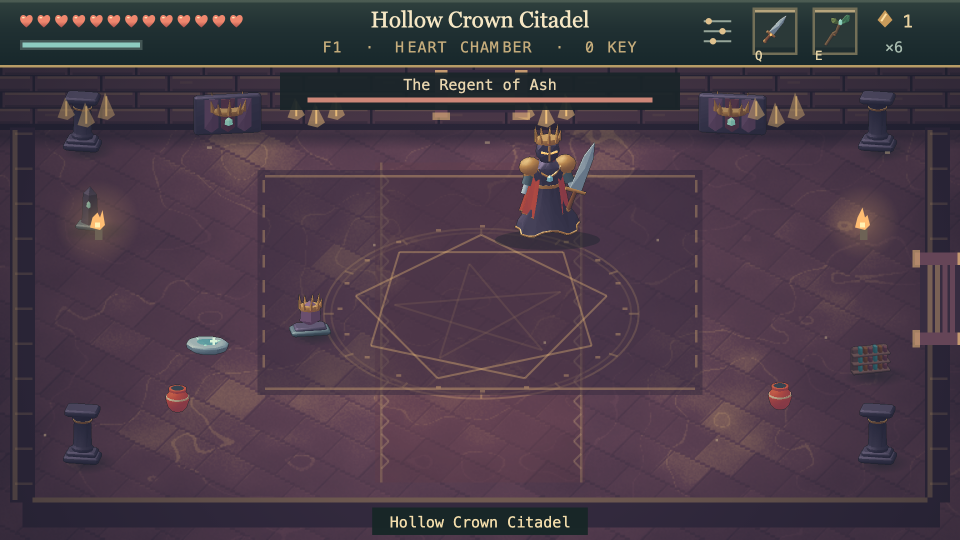 Hollow Crown Citadel
F1 · HEART CHAMBER · 0 KEY
Q
E
1
×6
The Regent of Ash
Hollow Crown Citadel